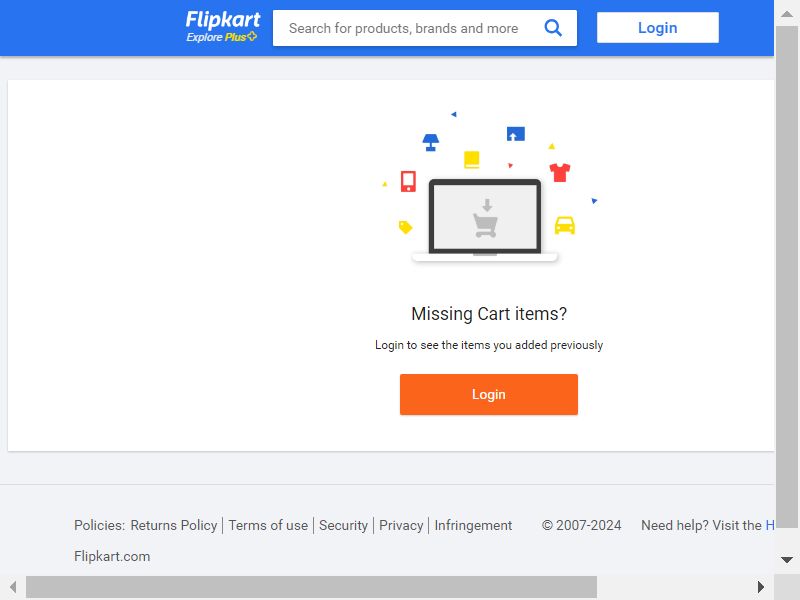 Flipkart
Explore Plus
Search for products, brands and more
Login
Missing Cart items?
Login to see the items you added previously
Login
Policies: Returns Policy | Terms of use | Security | Privacy | Infringement © 2007-2024 Need help? Visit the H
Flipkart.com